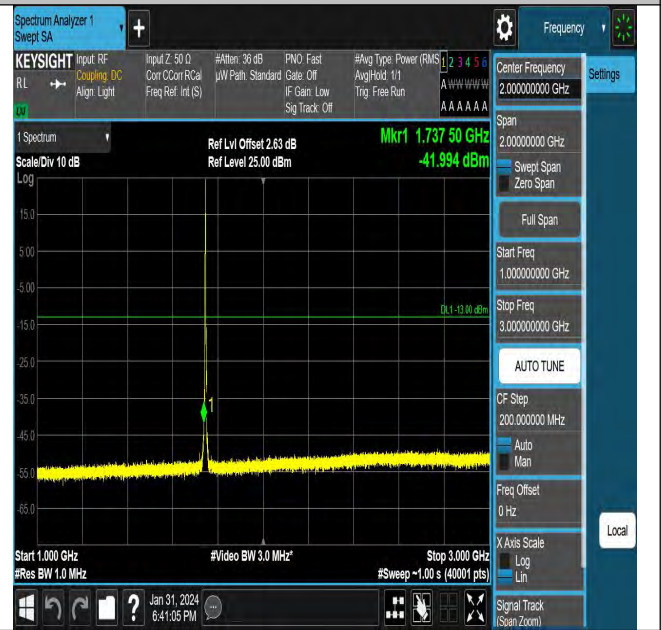 Spectrum Analyzer 1
Swept SA
+
Frequency
KEYSIGHT
RL
Input: RF
Coupling: DC
Align: Light
Input Z: 50 Ω
Corr CCorr RCal
Freq Ref: Int (S)
#Atten: 36 dB
µW Path: Standard
PNO: Fast
Gate: Off
IF Gain: Low
Sig Track: Off
#Avg Type: Power (RMS
Avg|Hold: 1/1
Trig: Free Run
1 2 3 4 5 6
A W W W W W
A A A A A A
Settings
Center Frequency
2.000000000 GHz
Span
2.00000000 GHz
Swept Span
Zero Span
Full Span
Start Freq
1.000000000 GHz
Stop Freq
3.000000000 GHz
AUTO TUNE
CF Step
200.000000 MHz
Auto
Man
Freq Offset
0 Hz
X Axis Scale
Log
Lin
Signal Track
(Span Zoom)
Local
1 Spectrum
Scale/Div 10 dB
Log
Ref Lvl Offset 2.63 dB
Ref Level 25.00 dBm
Mkr1 1.737 50 GHz
-41.994 dBm
15.0
5.00
-5.00
-15.0
-25.0
-35.0
-45.0
-55.0
-65.0
DL1 -13.00 dBm
1
Start 1.000 GHz
#Res BW 1.0 MHz
#Video BW 3.0 MHz*
Stop 3.000 GHz
#Sweep ~1.00 s (40001 pts)
?
Jan 31, 2024
6:41:05 PM